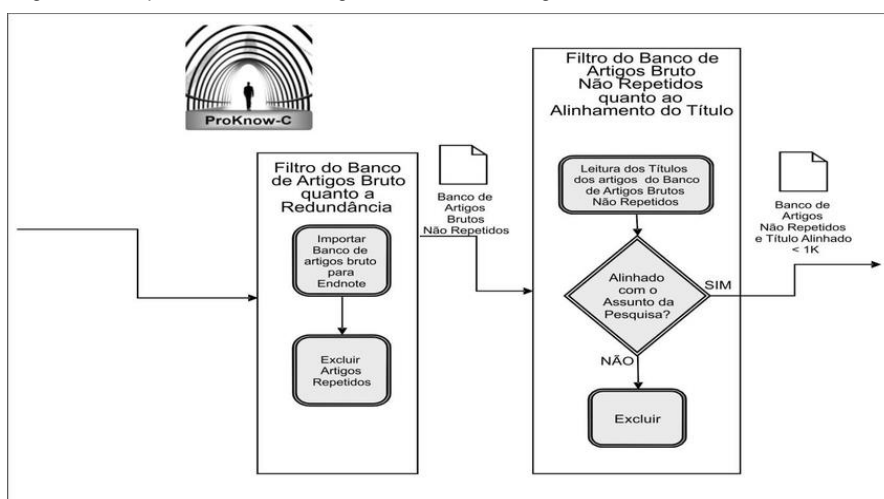 ProKnow-C
Filtro do Banco
de Artigos Bruto
quanto a
Redundância
Importar
Banco de
artigos bruto
para
Endnote
Excluir
Artigos
Repetidos
Banco de
Artigos
Brutos
Não Repetidos
Filtro do Banco de
Artigos Bruto
Não Repetidos
quanto ao
Alinhamento do Título
Leitura dos Títulos
dos artigos do Banco
de Artigos Brutos
Não Repetidos
Alinhado
com o
Assunto da
Pesquisa?
SIM
NÃO
Excluir
Banco de
Artigos
Não Repetidos
e Título Alinhado
< 1K